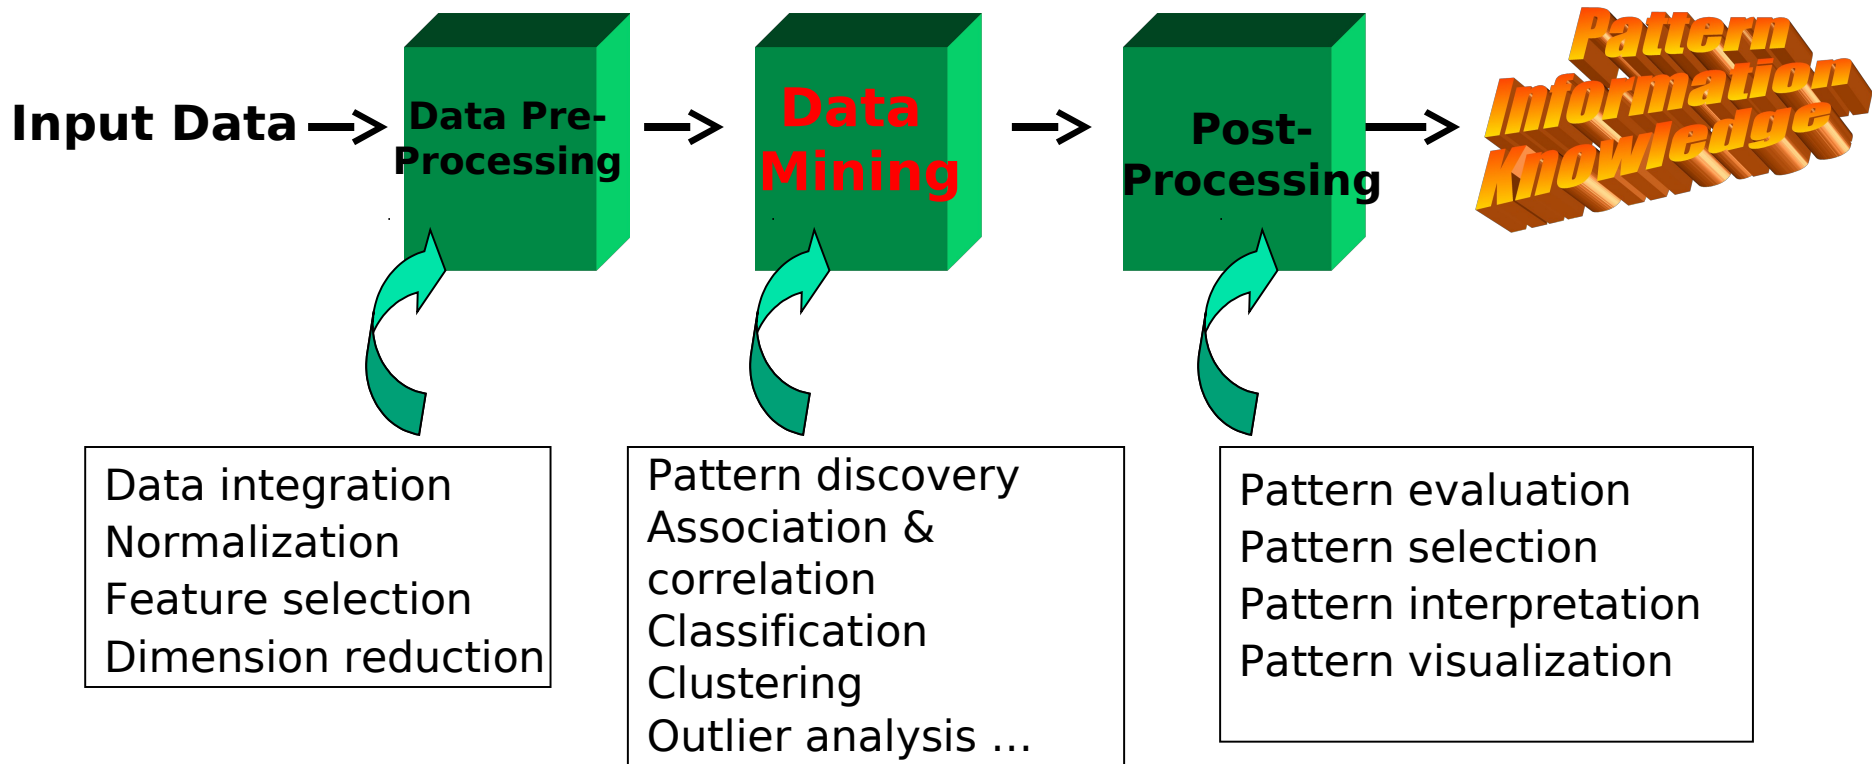 Input Data
Data Pre-
Processing
Data
Mining
Post-
Processing
Pattern
Information
Knowledge
Data integration
Normalization
Feature selection
Dimension reduction
Pattern discovery
Association &
correlation
Classification
Clustering
Outlier analysis ...
Pattern evaluation
Pattern selection
Pattern interpretation
Pattern visualization